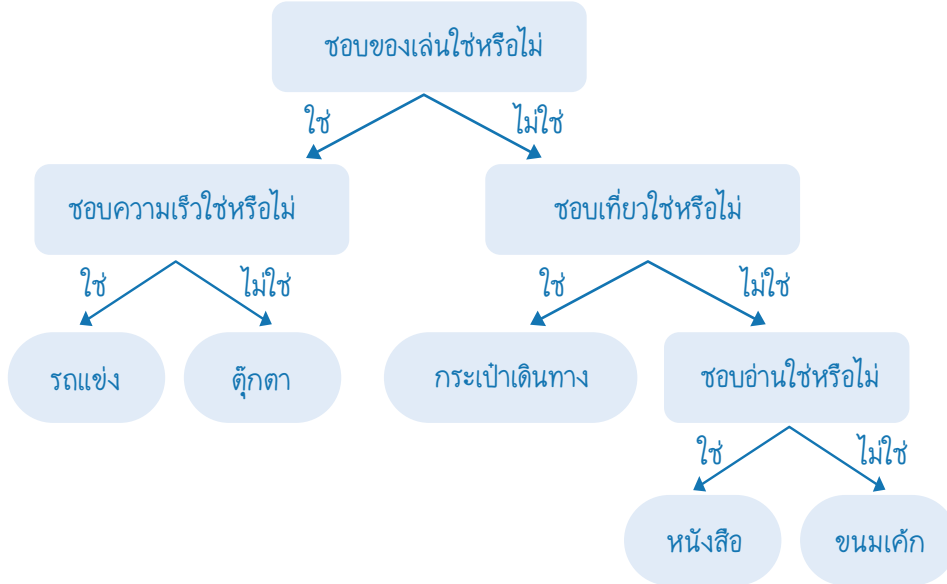 ชอบของเล่นใช่หรือไม่
ใช่
ไม่ใช่
ชอบความเร็วใช่หรือไม่
ชอบเที่ยวใช่หรือไม่
ใช่
ไม่ใช่
ใช่
ไม่ใช่
รถแข่ง
ตุ๊กตา
กระเป๋าเดินทาง
ชอบอ่านใช่หรือไม่
ใช่
ไม่ใช่
หนังสือ
ขนมเค้ก